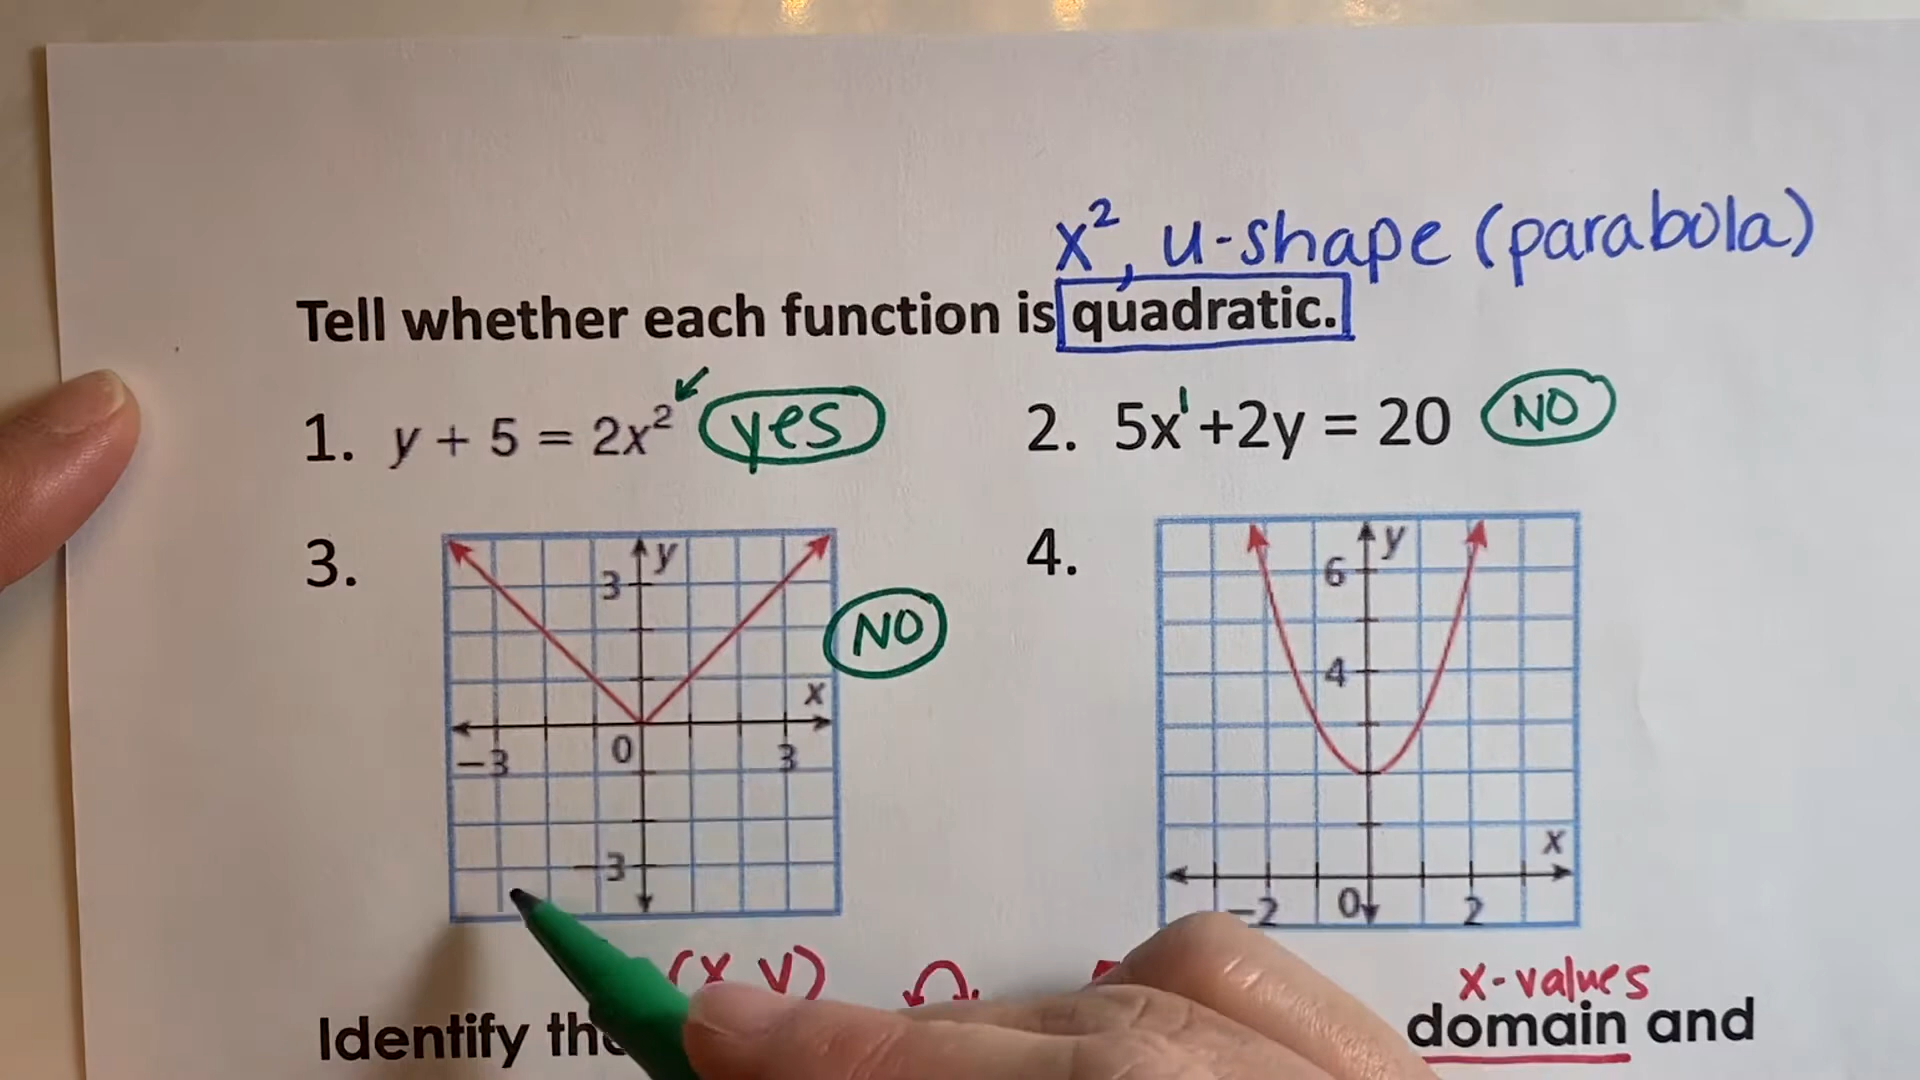 x², u-shape (parabola)
Tell whether each function is quadratic.
1. y + 5 = 2x² yes
2. 5x¹+2y = 20 NO
3.
y
3
NO
x
-3 0 3
-3
4.
y
6
4
x
-2 0 2
(x y)
x-values
Identify the
domain and